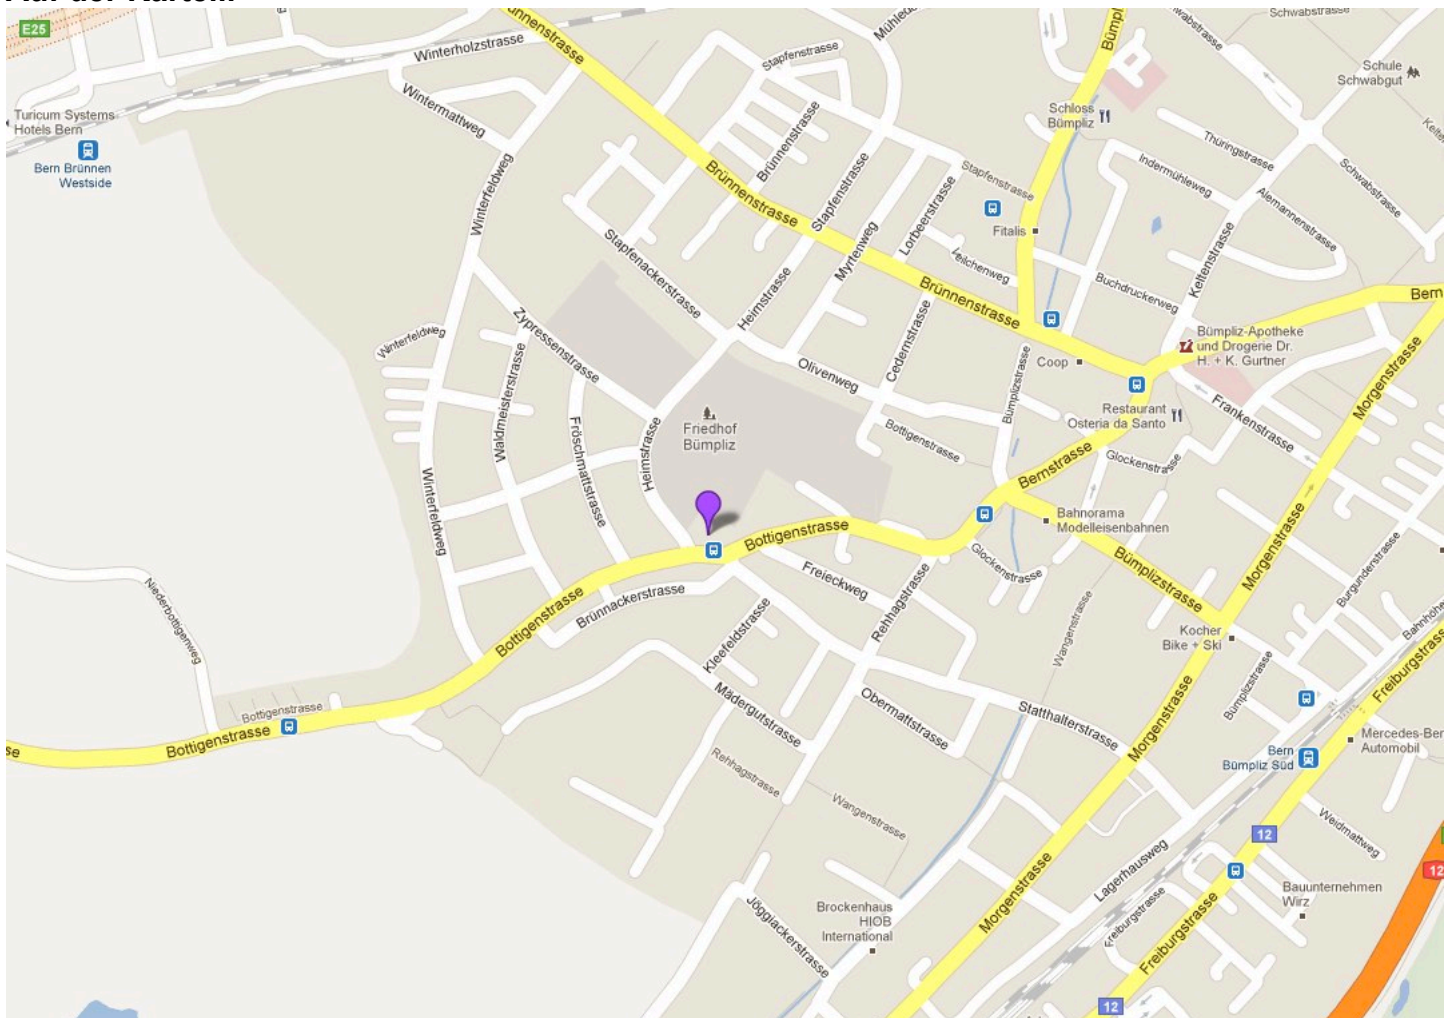 E25
Winterholzstrasse
Brünnenstrasse
Stapfenstrasse
Schwabstrasse
Schwabstrasse
Schule
Schwabgut
Turicum Systems
Hotels Bern
Bern Brünnen
Westside
Wintermattweg
Winterfeldweg
Brünnenstrasse
Stapfenstrasse
Schloss
Bümpliz
Thüringstrasse
Indermühleweg
Schwabstrasse
Alemannenstrasse
Brünnenstrasse
Stapfenstrasse
Lorbeerstrasse
Myrtenweg
Fitalis
Veilchenweg
Keltenstrasse
Buchdruckerweg
Stapfenackerstrasse
Heimstrasse
Brünnenstrasse
Bern
Zypressenstrasse
Winterfeldweg
Waldmeisterstrasse
Olivenweg
Cedernstrasse
Bümplizstrasse
Coop
Bümpliz-Apotheke
und Drogerie Dr.
H. + K. Gurtner
Morgenstrasse
Restaurant
Osteria da Santo
Frankenstrasse
Friedhof
Bümpliz
Fröschmattstrasse
Heimstrasse
Bottigenstrasse
Bernstrasse
Glockenstrasse
Winterfeldweg
Bahnorama
Modelleisenbahnen
Bottigenstrasse
Glockenstrasse
Bümplizstrasse
Morgenstrasse
Burgunderstrasse
Niederbottigenweg
Bottigenstrasse
Brünnackerstrasse
Freieckweg
Rehhagstrasse
Wangenstrasse
Kocher
Bike + Ski
Kleefeldstrasse
Mädergutstrasse
Obermattstrasse
Statthalterstrasse
Bümplizstrasse
Morgenstrasse
Freiburgstrasse
Bottigenstrasse
Bottigenstrasse
Bern
Bümpliz Süd
Mercedes-Ber
Automobil
Rehhagstrasse
Wangenstrasse
Weidmattweg
12
12
Lagerhausweg
Morgenstrasse
Freiburgstrasse
Freiburgstrasse
Bauunternehmen
Wirz
Brockenhaus
HIOB
International
Jöggiackerstrasse
12